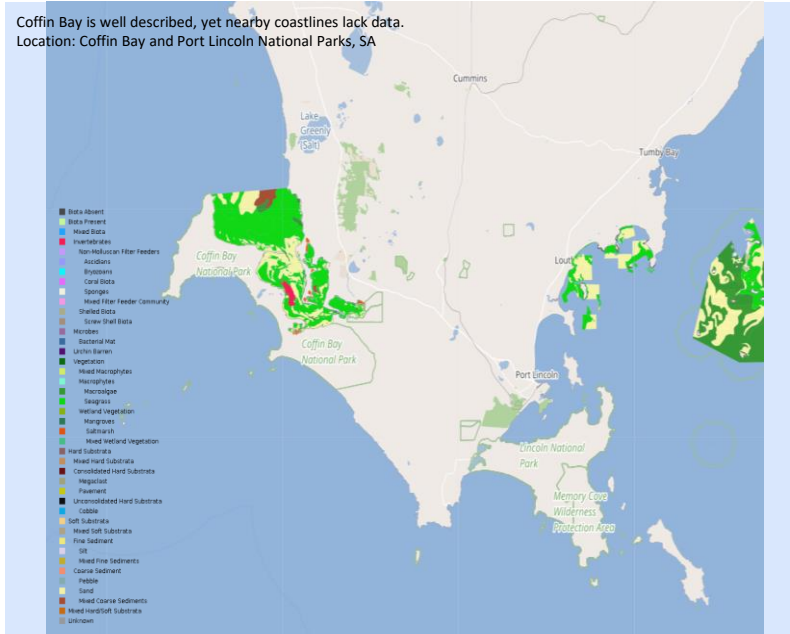 Coffin Bay is well described, yet nearby coastlines lack data.
Location: Coffin Bay and Port Lincoln National Parks, SA
Cummins
Lake
Greenly
(Salt)
Tumby Bay
Coffin Bay
National Park
Louth
Coffin Bay
National Park
Port Lincoln
Lincoln National
Park
Memory Cove
Wilderness
Protection Area
Biota Absent
Biota Present
Mixed Biota
Invertebrates
Non-Molluscan Filter Feeders
Ascidians
Bryozoans
Coral Biota
Sponges
Mixed Filter Feeder Community
Shelled Biota
Screw Shell Biota
Microbes
Bacterial Mat
Urchin Barren
Vegetation
Mixed Macrophytes
Macrophytes
Macroalgae
Seagrass
Wetland Vegetation
Mangroves
Saltmarsh
Mixed Wetland Vegetation
Hard Substrata
Mixed Hard Substrata
Consolidated Hard Substrata
Megaclast
Pavement
Unconsolidated Hard Substrata
Cobble
Soft Substrata
Mixed Soft Substrata
Fine Sediment
Silt
Mixed Fine Sediments
Coarse Sediment
Pebble
Sand
Mixed Coarse Sediments
Mixed Hard/Soft Substrata
Unknown